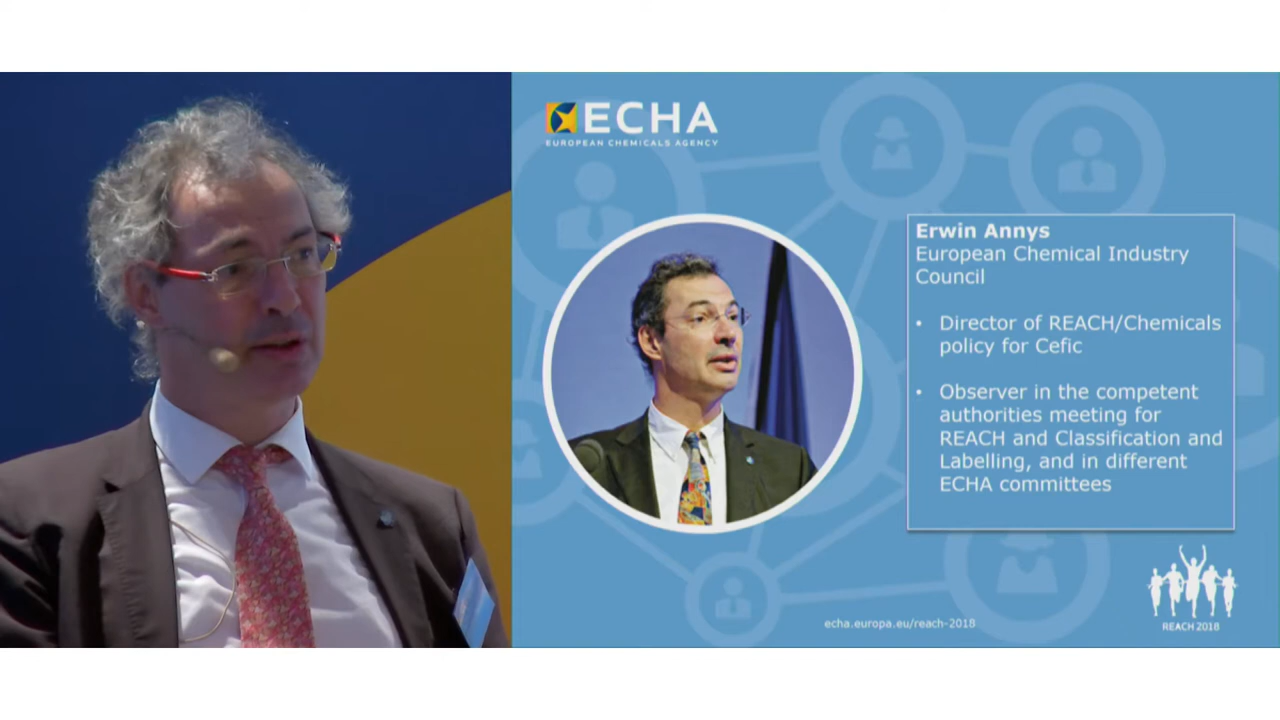 ECHA
EUROPEAN CHEMICALS AGENCY
Erwin Annys
European Chemical Industry
Council
• Director of REACH/Chemicals
policy for Cefic
• Observer in the competent
authorities meeting for
REACH and Classification and
Labelling, and in different
ECHA committees
echa.europa.eu/reach-2018
REACH 2018